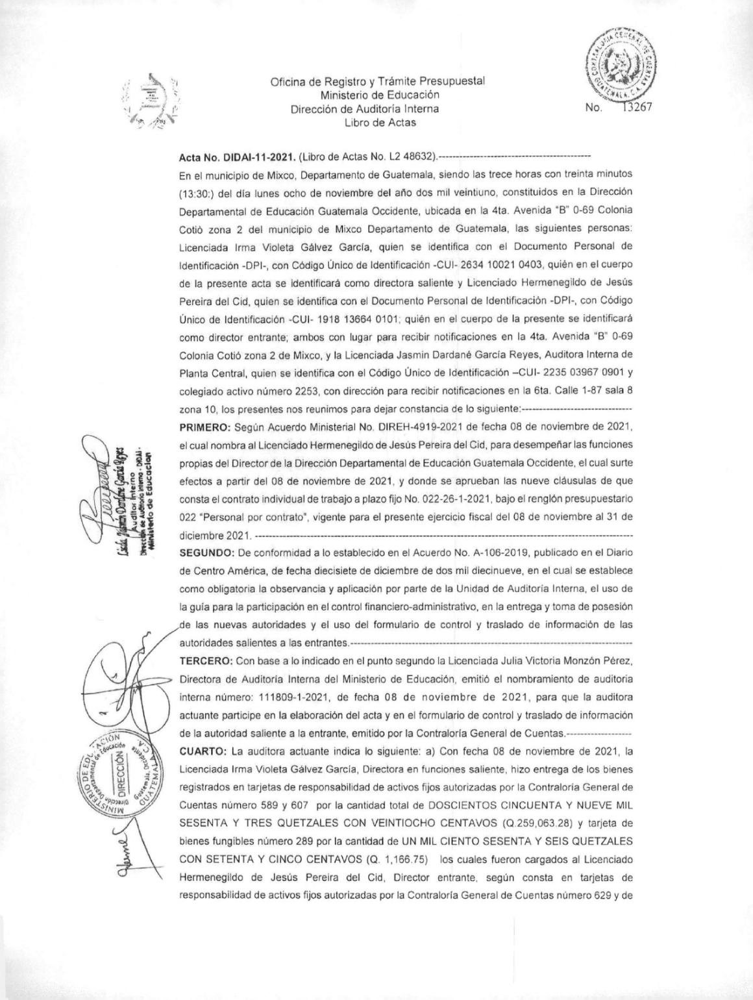 CONTRALORÍA GENERAL DE CUENTAS
GUATEMALA, C.A.
No. 13267
Oficina de Registro y Trámite Presupuestal
Ministerio de Educación
Dirección de Auditoría Interna
Libro de Actas
Acta No. DIDAI-11-2021. (Libro de Actas No. L2 48632).-------------------------------------------
En el municipio de Mixco, Departamento de Guatemala, siendo las trece horas con treinta minutos
(13:30:) del día lunes ocho de noviembre del año dos mil veintiuno, constituidos en la Dirección
Departamental de Educación Guatemala Occidente, ubicada en la 4ta. Avenida “B” 0-69 Colonia
Cotió zona 2 del municipio de Mixco Departamento de Guatemala, las siguientes personas:
Licenciada Irma Violeta Gálvez García, quien se identifica con el Documento Personal de
Identificación -DPI-, con Código Único de Identificación -CUI- 2634 10021 0403, quién en el cuerpo
de la presente acta se identificará como directora saliente y Licenciado Hermenegildo de Jesús
Pereira del Cid, quien se identifica con el Documento Personal de Identificación -DPI-, con Código
Único de Identificación -CUI- 1918 13664 0101; quién en el cuerpo de la presente se identificará
como director entrante; ambos con lugar para recibir notificaciones en la 4ta. Avenida “B” 0-69
Colonia Cotió zona 2 de Mixco, y la Licenciada Jasmin Dardané García Reyes, Auditora Interna de
Planta Central, quien se identifica con el Código Único de Identificación –CUI- 2235 03967 0901 y
colegiado activo número 2253, con dirección para recibir notificaciones en la 6ta. Calle 1-87 sala 8
zona 10, los presentes nos reunimos para dejar constancia de lo siguiente:-------------------------------
PRIMERO: Según Acuerdo Ministerial No. DIREH-4919-2021 de fecha 08 de noviembre de 2021,
el cual nombra al Licenciado Hermenegildo de Jesús Pereira del Cid, para desempeñar las funciones
propias del Director de la Dirección Departamental de Educación Guatemala Occidente, el cual surte
efectos a partir del 08 de noviembre de 2021, y donde se aprueban las nueve cláusulas de que
consta el contrato individual de trabajo a plazo fijo No. 022-26-1-2021, bajo el renglón presupuestario
022 “Personal por contrato”, vigente para el presente ejercicio fiscal del 08 de noviembre al 31 de
diciembre 2021. ---------------------------------------------------------------------------------------------------------
SEGUNDO: De conformidad a lo establecido en el Acuerdo No. A-106-2019, publicado en el Diario
de Centro América, de fecha diecisiete de diciembre de dos mil diecinueve, en el cual se establece
como obligatoria la observancia y aplicación por parte de la Unidad de Auditoría Interna, el uso de
la guía para la participación en el control financiero-administrativo, en la entrega y toma de posesión
de las nuevas autoridades y el uso del formulario de control y traslado de información de las
autoridades salientes a las entrantes.-------------------------------------------------------------------------------
TERCERO: Con base a lo indicado en el punto segundo la Licenciada Julia Victoria Monzón Pérez,
Directora de Auditoría Interna del Ministerio de Educación, emitió el nombramiento de auditoria
interna número: 111809-1-2021, de fecha 08 de noviembre de 2021, para que la auditora
actuante participe en la elaboración del acta y en el formulario de control y traslado de información
de la autoridad saliente a la entrante, emitido por la Contraloría General de Cuentas.------------------
CUARTO: La auditora actuante indica lo siguiente: a) Con fecha 08 de noviembre de 2021, la
Licenciada Irma Violeta Gálvez García, Directora en funciones saliente, hizo entrega de los bienes
registrados en tarjetas de responsabilidad de activos fijos autorizadas por la Contraloría General de
Cuentas número 589 y 607 por la cantidad total de DOSCIENTOS CINCUENTA Y NUEVE MIL
SESENTA Y TRES QUETZALES CON VEINTIOCHO CENTAVOS (Q.259,063.28) y tarjeta de
bienes fungibles número 289 por la cantidad de UN MIL CIENTO SESENTA Y SEIS QUETZALES
CON SETENTA Y CINCO CENTAVOS (Q. 1,166.75) los cuales fueron cargados al Licenciado
Hermenegildo de Jesús Pereira del Cid, Director entrante, según consta en tarjetas de
responsabilidad de activos fijos autorizadas por la Contraloría General de Cuentas número 629 y de
Licda. Jasmín Dardane García Reyes
Auditor Interno
Dirección de Auditoría Interna - DIDAI -
Ministerio de Educacion
MINISTERIO DE EDUCACIÓN
Dirección Departamental de Educación
DIRECCIÓN
Guatemala, Occidente
GUATEMALA, C.A.